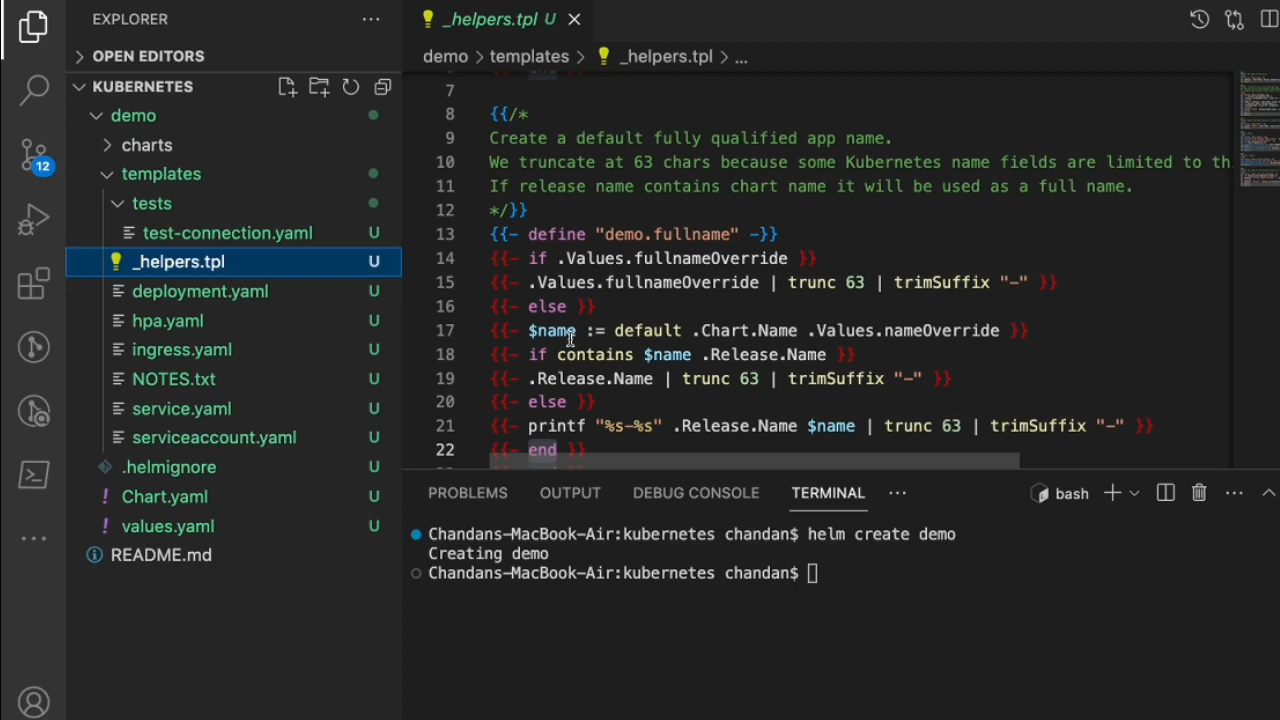 EXPLORER
OPEN EDITORS
KUBERNETES
demo
charts
templates
tests
test-connection.yaml U
_helpers.tpl U
deployment.yaml U
hpa.yaml U
ingress.yaml U
NOTES.txt U
service.yaml U
serviceaccount.yaml U
.helmignore U
! Chart.yaml U
! values.yaml U
README.md
12
_helpers.tpl U
demo > templates > _helpers.tpl > ...
7
8 {{/*
9 Create a default fully qualified app name.
10 We truncate at 63 chars because some Kubernetes name fields are limited to th
11 If release name contains chart name it will be used as a full name.
12 */}}
13 {{- define "demo.fullname" -}}
14 {{- if .Values.fullnameOverride }}
15 {{- .Values.fullnameOverride | trunc 63 | trimSuffix "-" }}
16 {{- else }}
17 {{- $name := default .Chart.Name .Values.nameOverride }}
18 {{- if contains $name .Release.Name }}
19 {{- .Release.Name | trunc 63 | trimSuffix "-" }}
20 {{- else }}
21 {{- printf "%s-%s" .Release.Name $name | trunc 63 | trimSuffix "-" }}
22 {{- end }}
PROBLEMS OUTPUT DEBUG CONSOLE TERMINAL ... bash
Chandans-MacBook-Air:kubernetes chandan$ helm create demo
Creating demo
Chandans-MacBook-Air:kubernetes chandan$